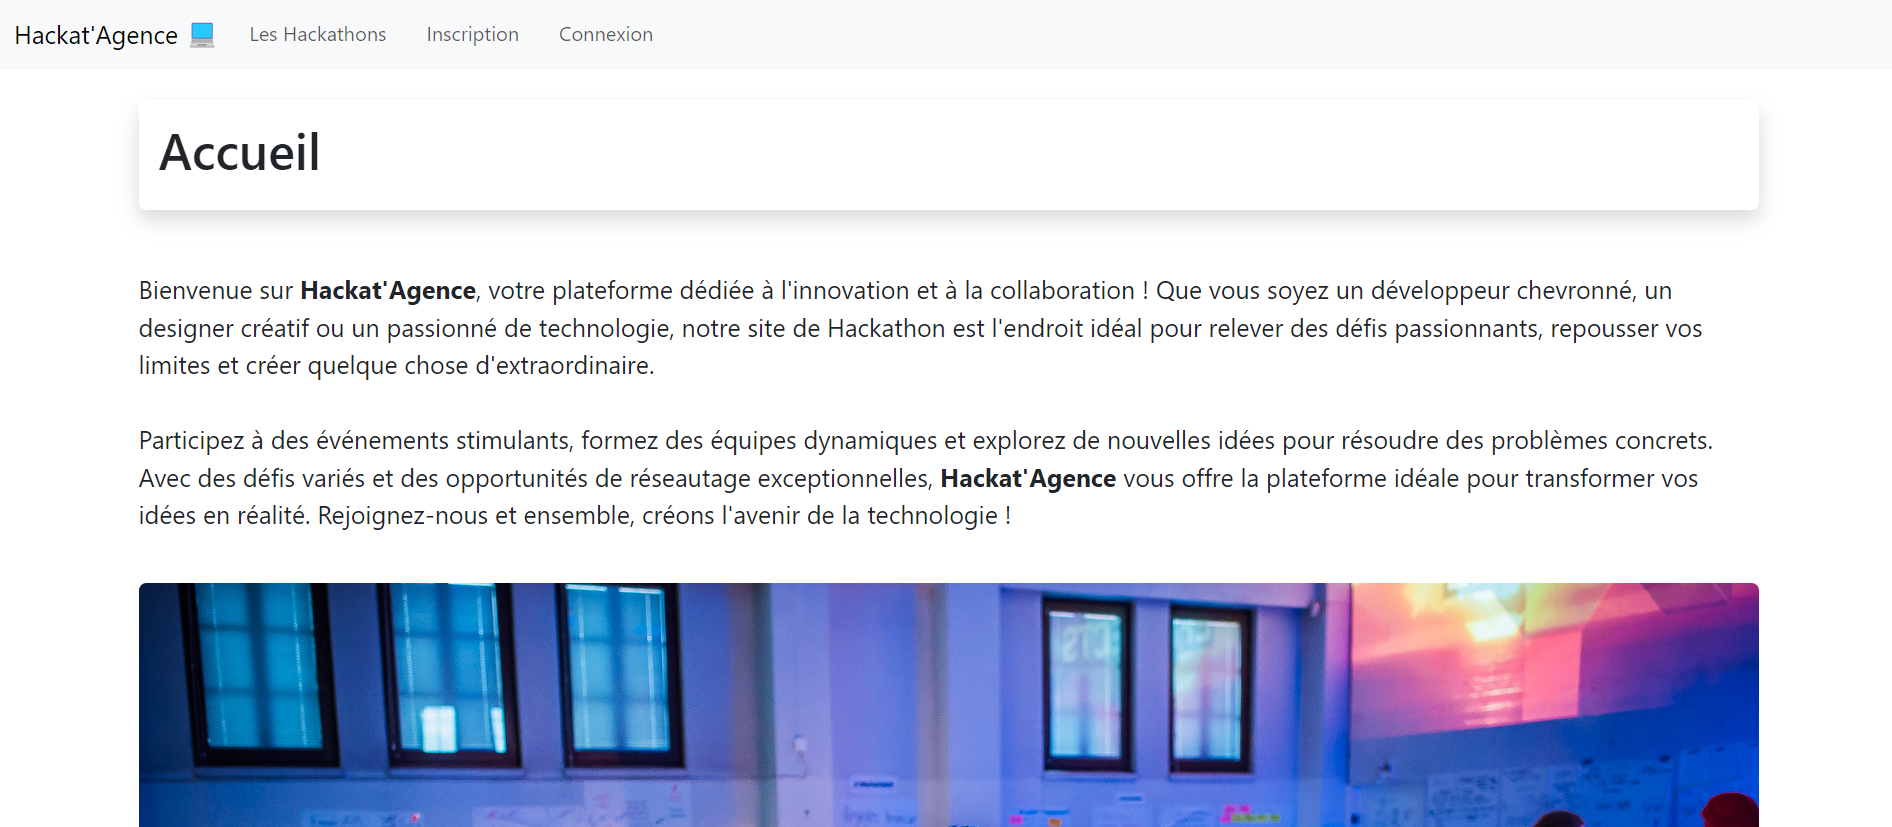 Hackat'Agence Les Hackathons Inscription Connexion
Accueil
Bienvenue sur Hackat'Agence, votre plateforme dédiée à l'innovation et à la collaboration ! Que vous soyez un développeur chevronné, un
designer créatif ou un passionné de technologie, notre site de Hackathon est l'endroit idéal pour relever des défis passionnants, repousser vos
limites et créer quelque chose d'extraordinaire.
Participez à des événements stimulants, formez des équipes dynamiques et explorez de nouvelles idées pour résoudre des problèmes concrets.
Avec des défis variés et des opportunités de réseautage exceptionnelles, Hackat'Agence vous offre la plateforme idéale pour transformer vos
idées en réalité. Rejoignez-nous et ensemble, créons l'avenir de la technologie !